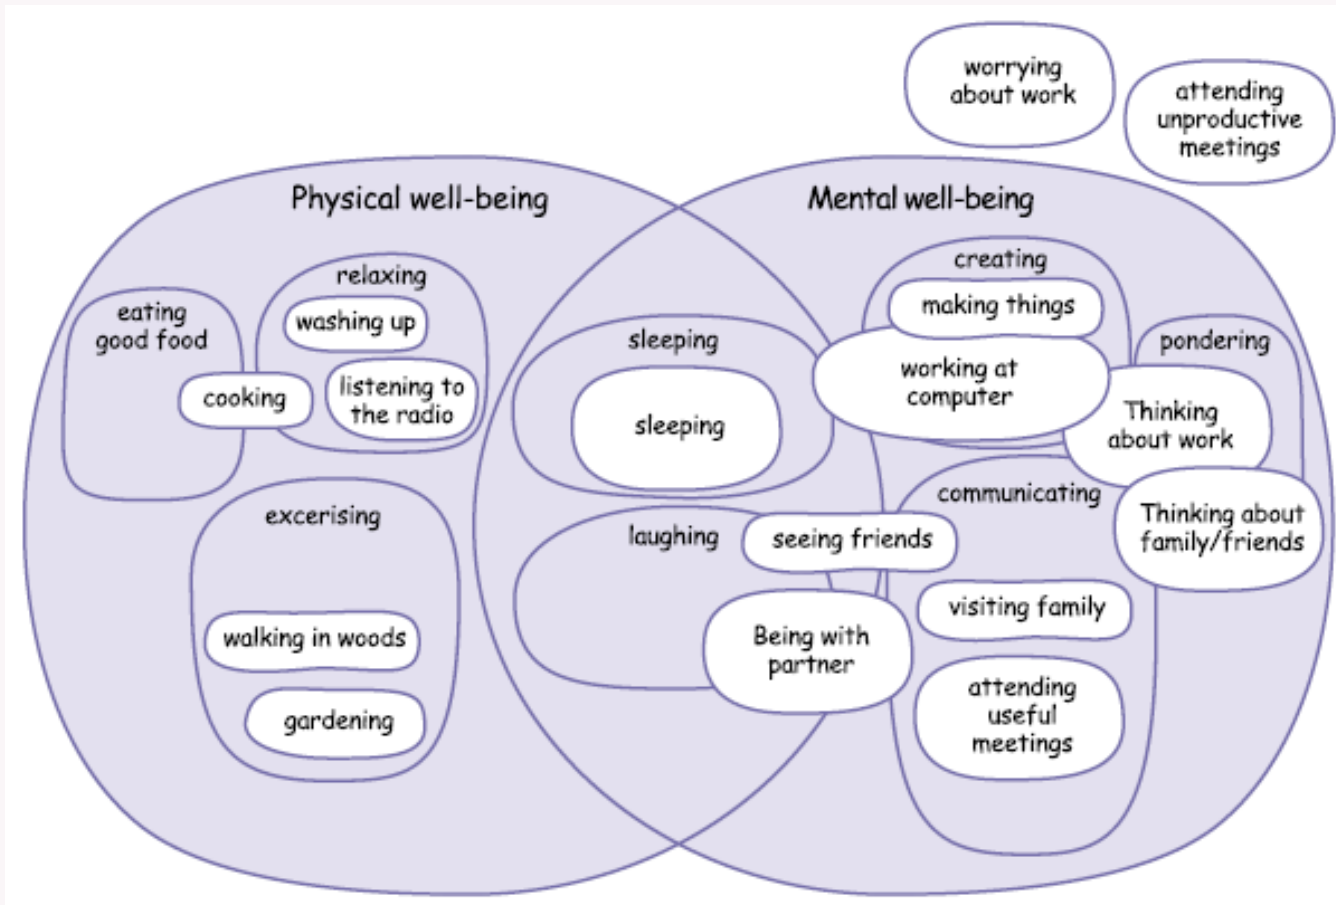 worrying
about work
attending
unproductive
meetings
Physical well-being
Mental well-being
relaxing
washing up
listening to
the radio
eating
good food
cooking
excerising
walking in woods
gardening
sleeping
sleeping
laughing
seeing friends
Being with
partner
creating
making things
working at
computer
pondering
Thinking
about work
Thinking about
family/friends
communicating
visiting family
attending
useful
meetings